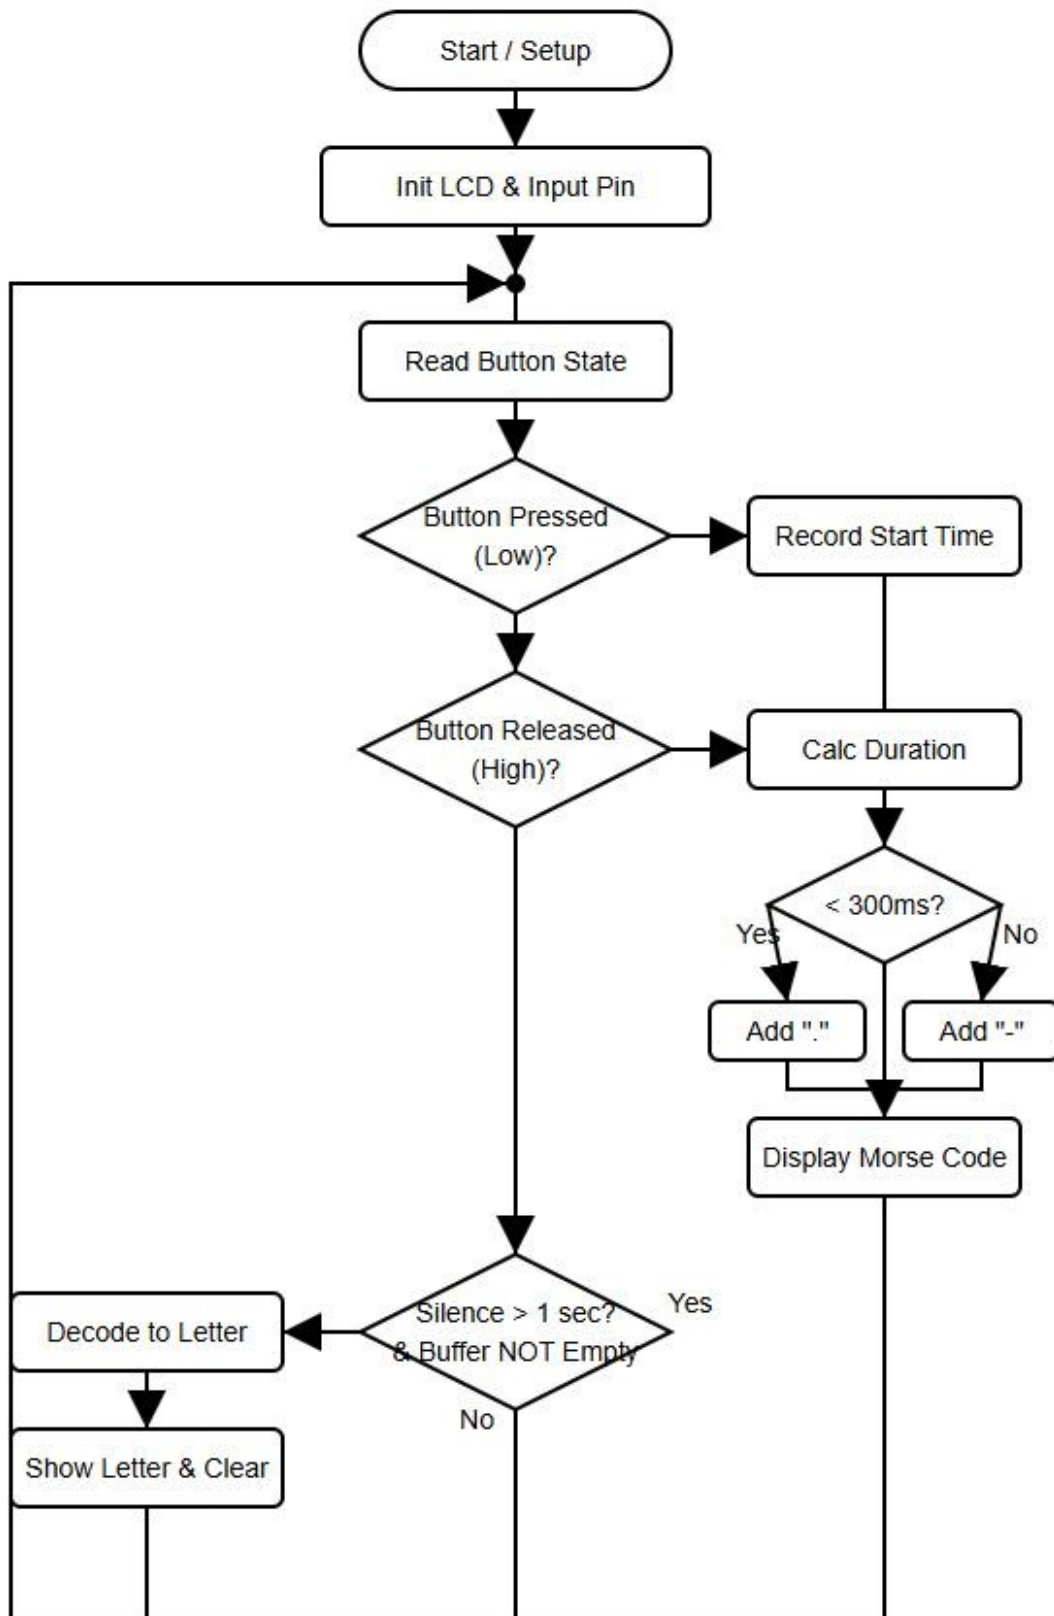 Start / Setup
Init LCD & Input Pin
Read Button State
Button Pressed
(Low)?
Record Start Time
Button Released
(High)?
Calc Duration
< 300ms?
Yes
No
Add "."
Add "-"
Display Morse Code
Silence > 1 sec?
& Buffer NOT Empty
Yes
No
Decode to Letter
Show Letter & Clear